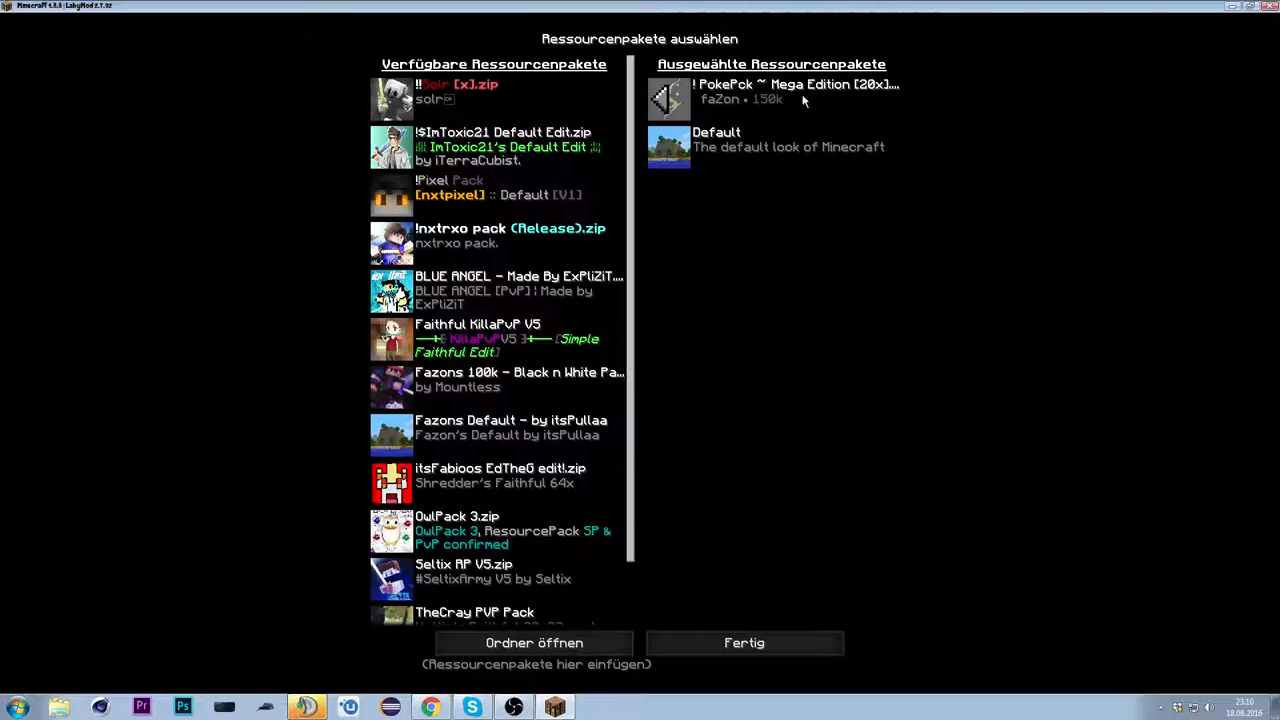 Minecraft 1.8.8 | LabyMod 2.7.92
Ressourcenpakete auswählen
Verfügbare Ressourcenpakete
!!Solr [x].zip
solr
!$ImToxic21 Default Edit.zip
ImToxic21's Default Edit
by iTerraCubist.
!Pixel Pack
[nxtpixel] :: Default [V1]
!nxtrxo pack (Release).zip
nxtrxo pack.
BLUE ANGEL - Made By ExPliZiT....
BLUE ANGEL [PvP] ¦ Made by
ExPliZiT
Faithful KillaPvP V5
[ KillaPvPV5 ] [Simple
Faithful Edit]
Fazons 100k - Black n White Pa...
by Mountless
Fazons Default - by itsPullaa
Fazon's Default by itsPullaa
itsFabioos EdTheG edit!.zip
Shredder's Faithful 64x
OwlPack 3.zip
OwlPack 3, ResourcePack SP &
PvP confirmed
Seltix RP V5.zip
#SeltixArmy V5 by Seltix
TheCray PVP Pack
Ausgewählte Ressourcenpakete
! PokePck ~ Mega Edition [20x]....
faZon • 150k
Default
The default look of Minecraft
Ordner öffnen
Fertig
(Ressourcenpakete hier einfügen)
23:10
18.08.2016